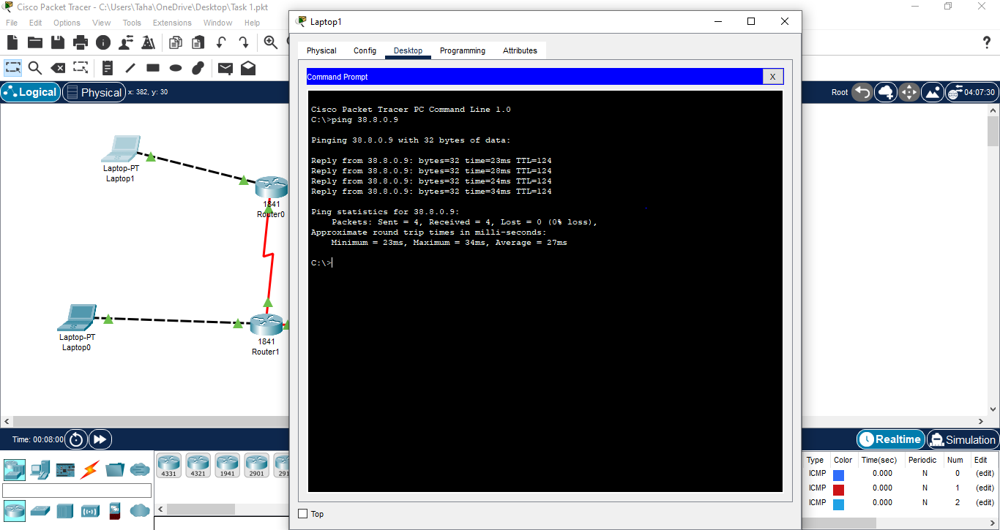 Cisco Packet Tracer - C:\Users\Taha\OneDrive\Desktop\Task 1.pkt
File Edit Options View Tools Extensions Window Help
Logical Physical x: 382, y: 30
Root 04:07:30
Laptop-PT
Laptop1
1841
Router0
Laptop-PT
Laptop0
1841
Router1
Laptop1
Physical Config Desktop Programming Attributes
Command Prompt X
Cisco Packet Tracer PC Command Line 1.0
C:\>ping 38.8.0.9
Pinging 38.8.0.9 with 32 bytes of data:
Reply from 38.8.0.9: bytes=32 time=23ms TTL=124
Reply from 38.8.0.9: bytes=32 time=28ms TTL=124
Reply from 38.8.0.9: bytes=32 time=24ms TTL=124
Reply from 38.8.0.9: bytes=32 time=34ms TTL=124
Ping statistics for 38.8.0.9:
Packets: Sent = 4, Received = 4, Lost = 0 (0% loss),
Approximate round trip times in milli-seconds:
Minimum = 23ms, Maximum = 34ms, Average = 27ms
C:\>
Top
Time: 00:08:00
Realtime Simulation
4331 4321 1941 2901 291
Type Color Time(sec) Periodic Num Edit
ICMP 0.000 N 0 (edit)
ICMP 0.000 N 1 (edit)
ICMP 0.000 N 2 (edit)